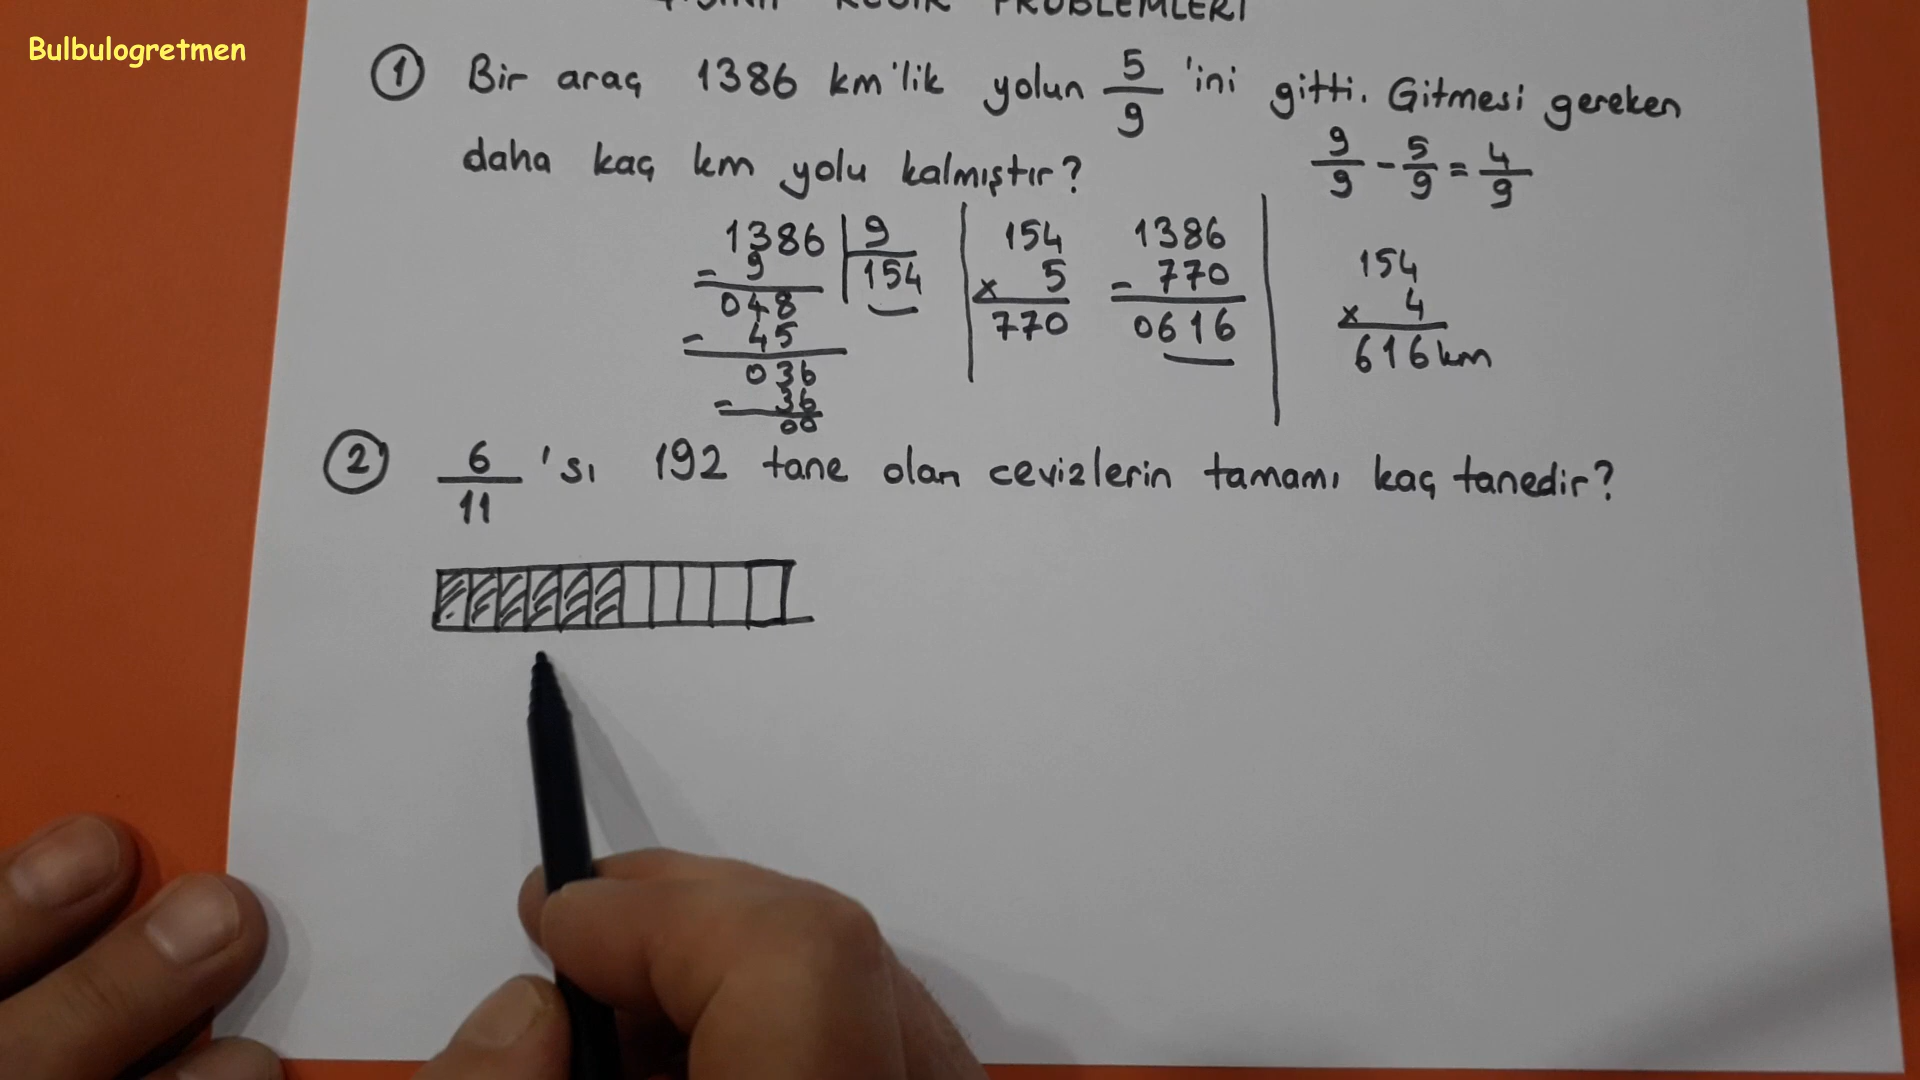 Bulbulogretmen
PROBLEMLERİ
1 Bir araç 1386 km'lik yolun 5/9 'ini gitti. Gitmesi gereken
daha kaç km yolu kalmıştır?
9/9 - 5/9 = 4/9
1386 | 9
- 9 154
048
- 45
036
- 36
00
154
x 5
770
1386
- 770
0616
154
x 4
616 km
2 6/11 'sı 192 tane olan cevizlerin tamamı kaç tanedir?